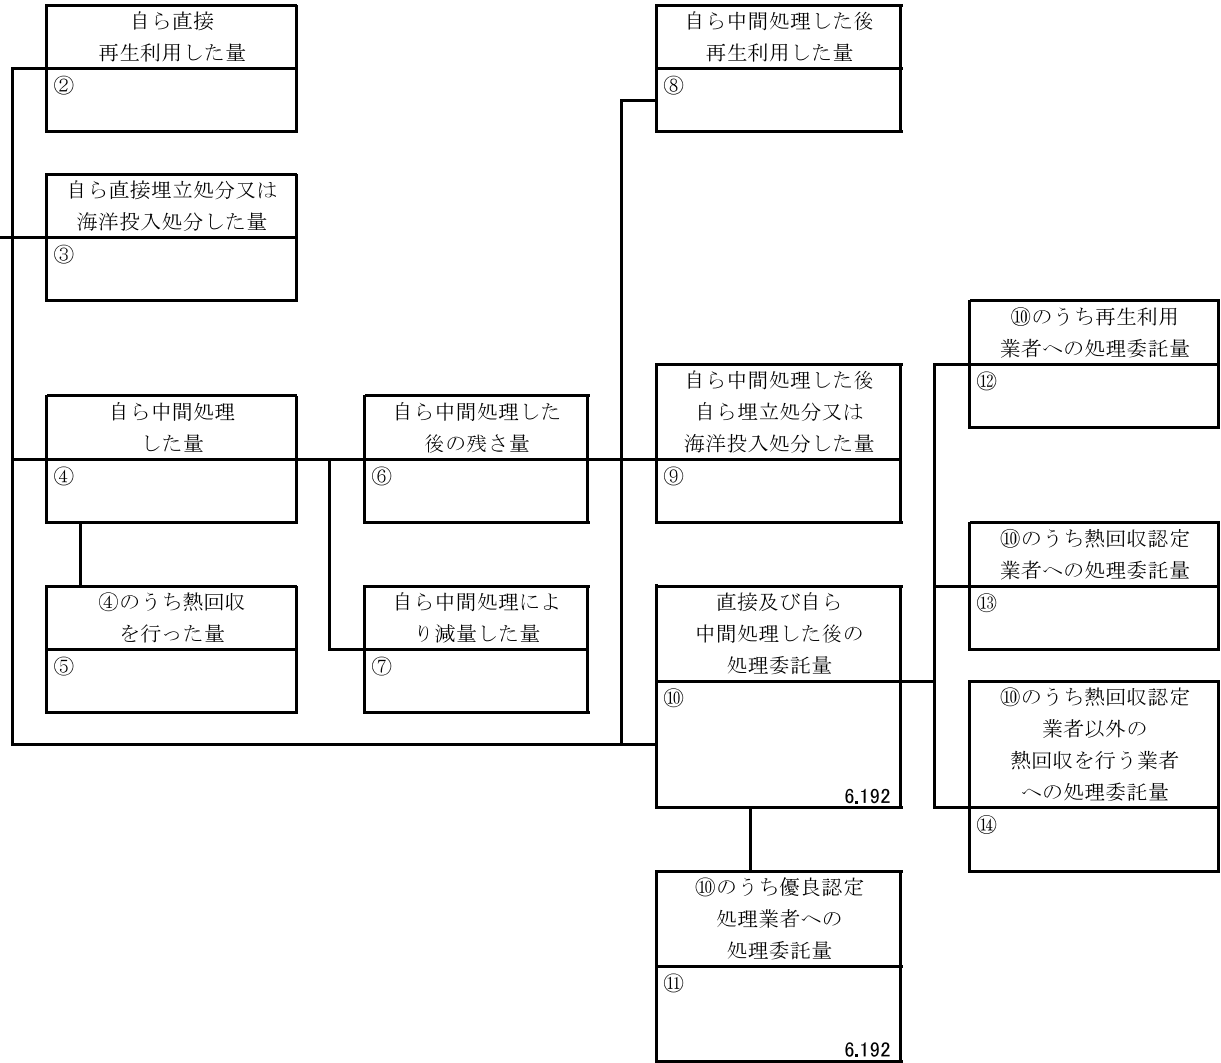 自ら直接
再生利用した量
②
自ら中間処理した後
再生利用した量
⑧
自ら直接埋立処分又は
海洋投入処分した量
③
⑩のうち再生利用
業者への処理委託量
⑫
自ら中間処理
した量
④
自ら中間処理した
後の残さ量
⑥
自ら中間処理した後
自ら埋立処分又は
海洋投入処分した量
⑨
⑩のうち熱回収認定
業者への処理委託量
⑬
④のうち熱回収
を行った量
⑤
自ら中間処理によ
り減量した量
⑦
直接及び自ら
中間処理した後の
処理委託量
⑩
6.192
⑩のうち熱回収認定
業者以外の
熱回収を行う業者
への処理委託量
⑭
⑩のうち優良認定
処理業者への
処理委託量
⑪
6.192